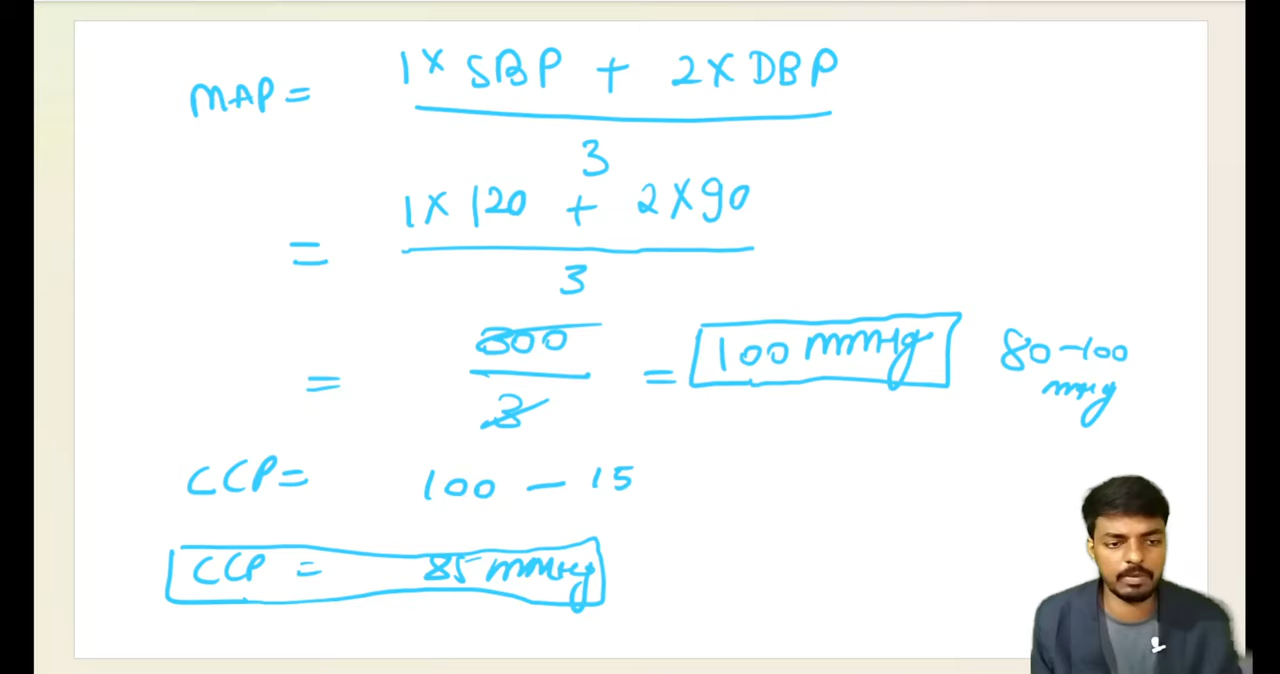 MAP = 1 X SBP + 2 X DBP
3
= 1 X 120 + 2 X 90
3
= 300
3
= 100 mmHg 80-100
mmHg
CCP = 100 - 15
CCP = 85 mmHg